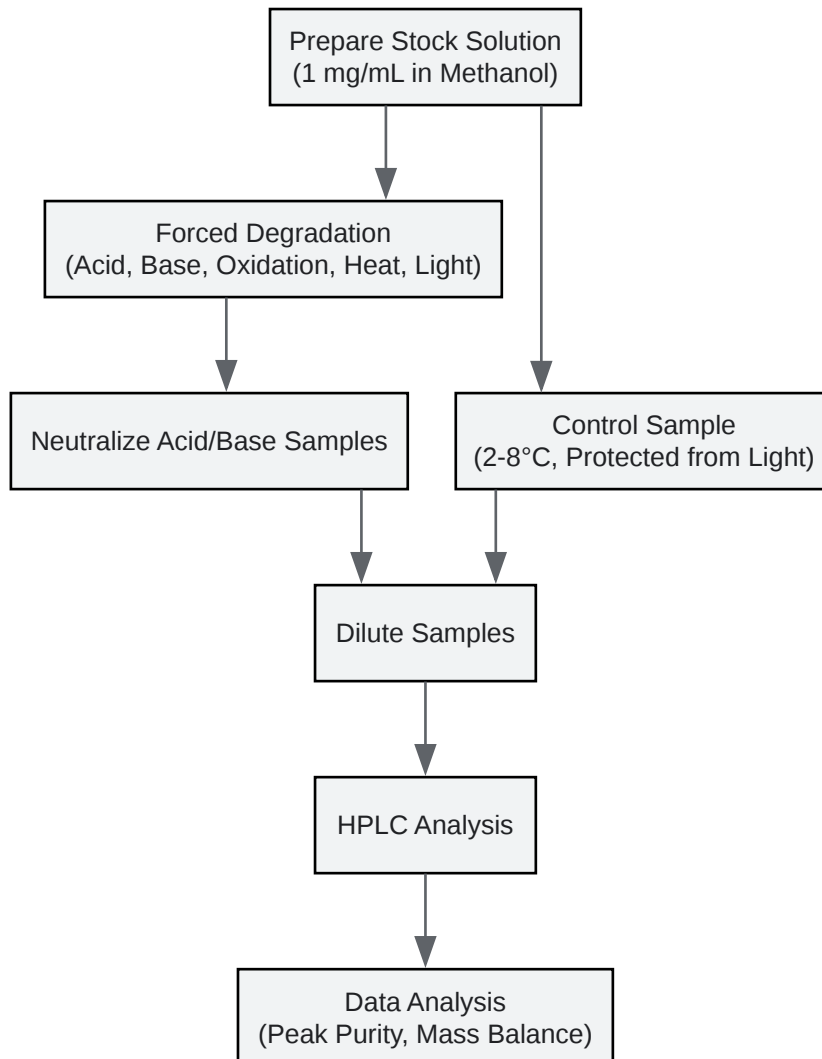 Prepare Stock Solution
(1 mg/mL in Methanol)
Forced Degradation
(Acid, Base, Oxidation, Heat, Light)
Neutralize Acid/Base Samples
Control Sample
(2-8°C, Protected from Light)
Dilute Samples
HPLC Analysis
Data Analysis
(Peak Purity, Mass Balance)